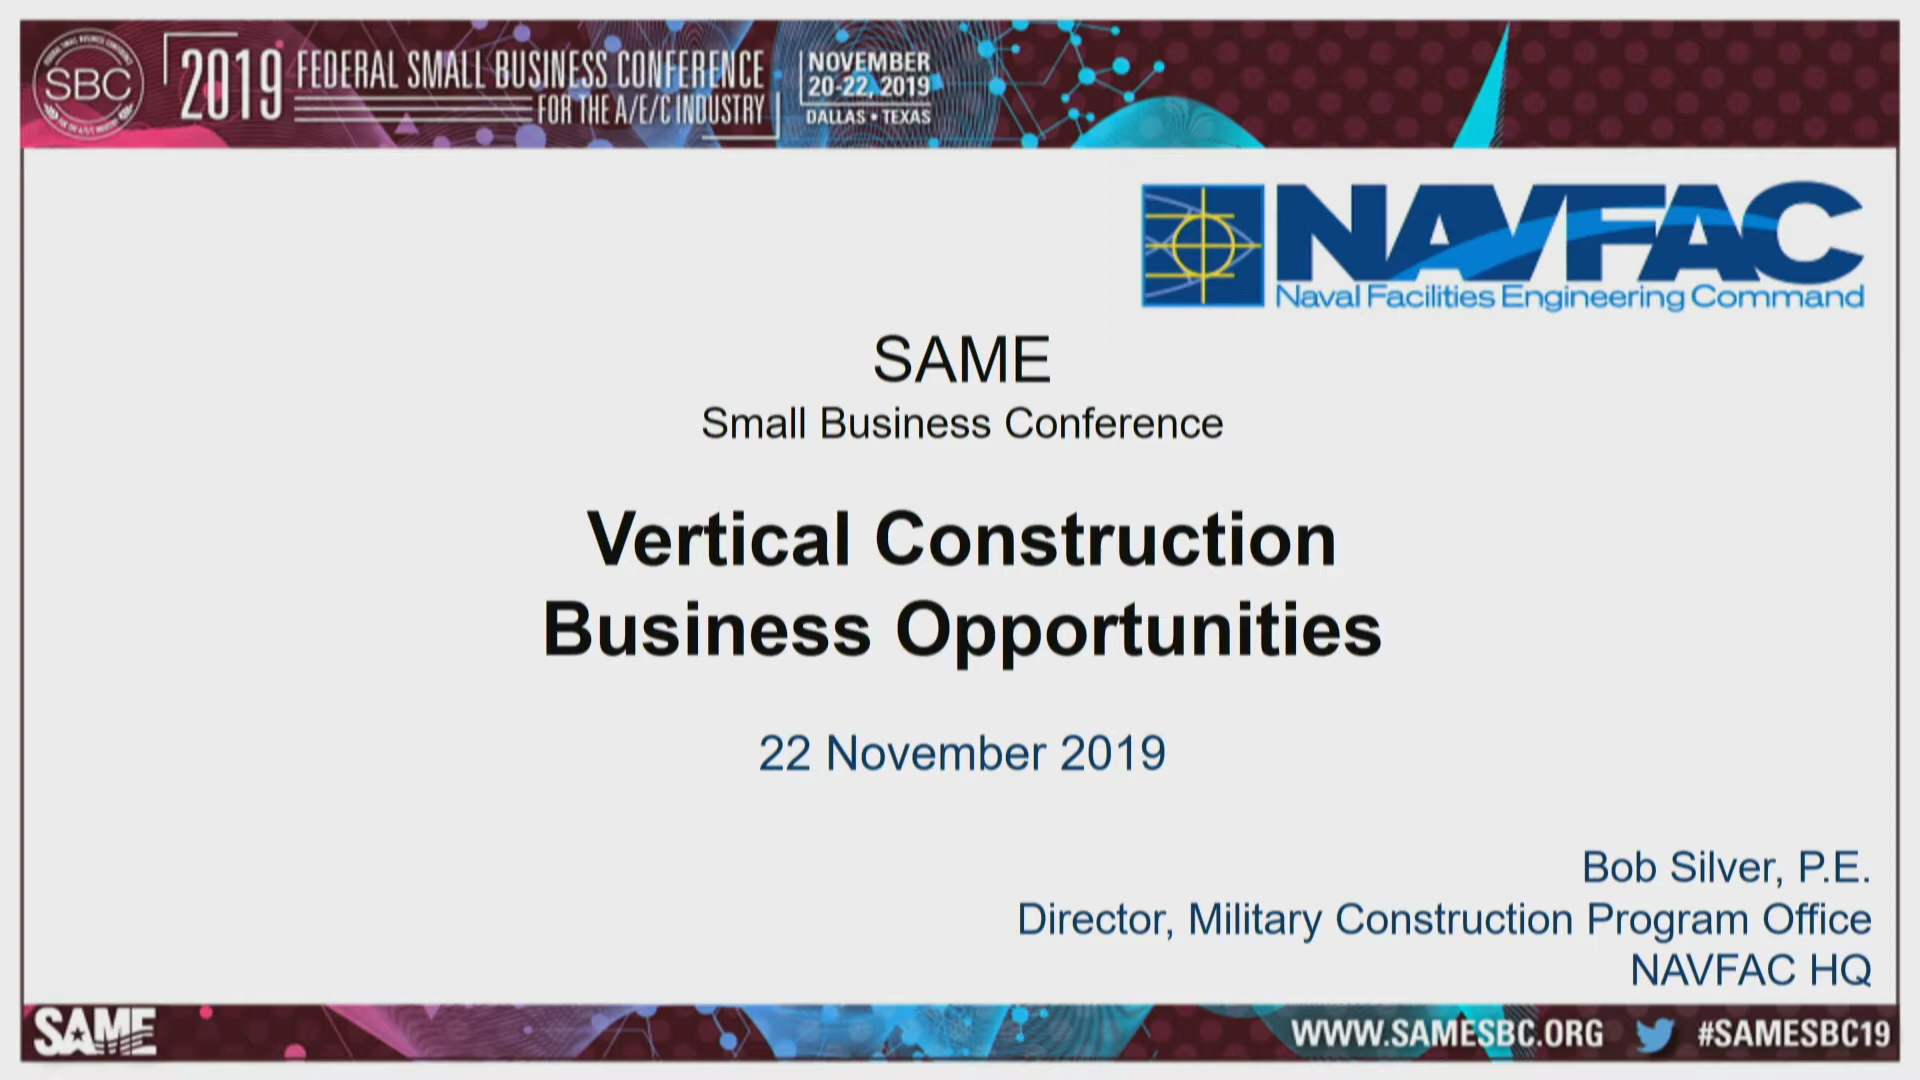 SBC
2019 FEDERAL SMALL BUSINESS CONFERENCE
FOR THE A/E/C INDUSTRY
NOVEMBER
20-22, 2019
DALLAS • TEXAS
NAVFAC
Naval Facilities Engineering Command
SAME
Small Business Conference
Vertical Construction
Business Opportunities
22 November 2019
Bob Silver, P.E.
Director, Military Construction Program Office
NAVFAC HQ
SAME
WWW.SAMESBC.ORG
#SAMESBC19